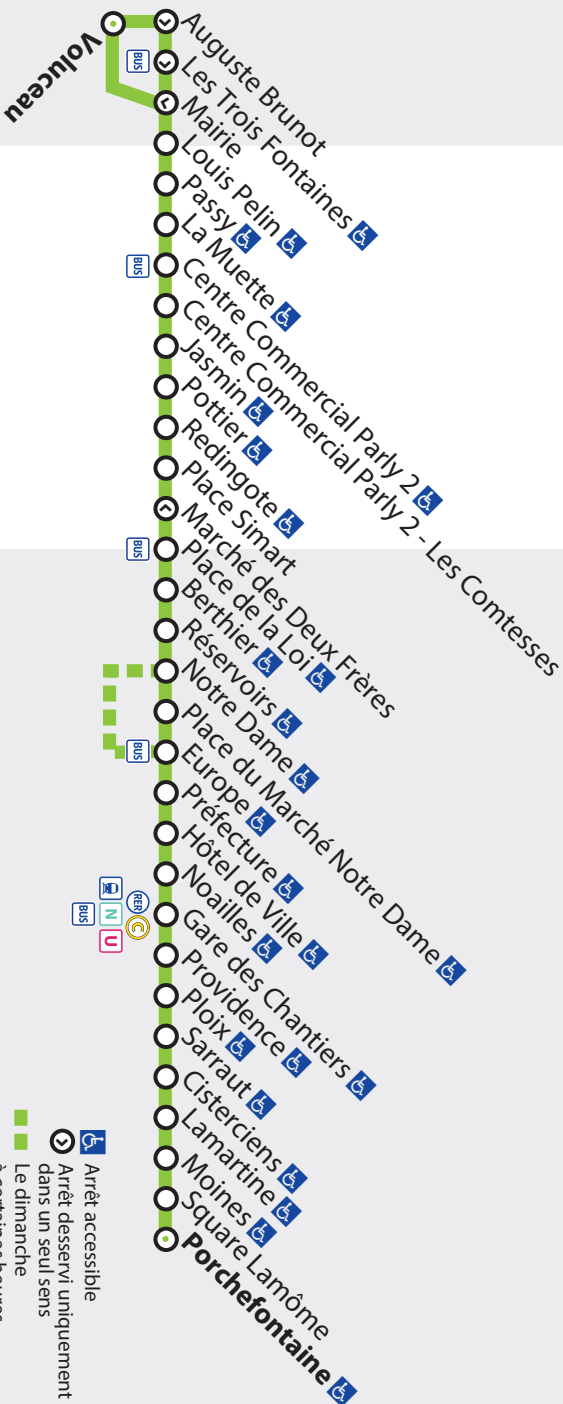 Voluceau
Auguste Brunot
BUS
Les Trois Fontaines
Mairie
Louis Pelin
Passy
La Muette
BUS
Centre Commercial Parly 2
Centre Commercial Parly 2 - Les Comtesses
Jasmin
Pottier
Redingote
Place Simart
Marché des Deux Frères
BUS
Place de la Loi
Berthier
Réservoirs
Notre Dame
Place du Marché Notre Dame
BUS
Europe
Préfecture
Hôtel de Ville
Noailles
Gare des Chantiers
RER C
N U
BUS
Providence
Ploix
Sarraut
Cisterciens
Lamartine
Moines
Square Lamôme
Porchefontaine
Arrêt accessible
Arrêt desservi uniquement
dans un seul sens
Le dimanche